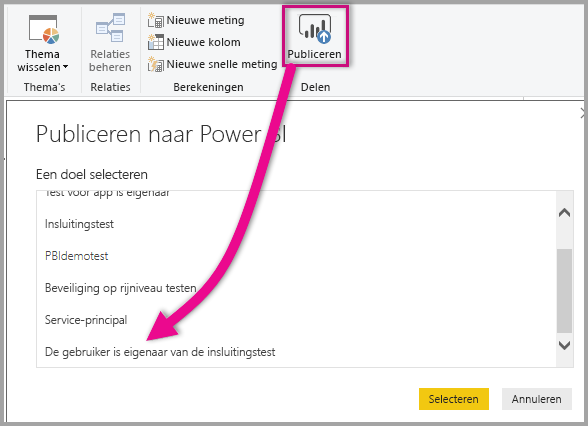 Thema wisselen
Relaties beheren
Nieuwe meting
Nieuwe kolom
Nieuwe snelle meting
Publiceren
Thema's
Relaties
Berekeningen
Delen
Publiceren naar Power BI
Een doel selecteren
Test voor app is eigenaar
Insluitingstest
PBIdemotest
Beveiliging op rijniveau testen
Service-principal
De gebruiker is eigenaar van de insluitingstest
Selecteren
Annuleren